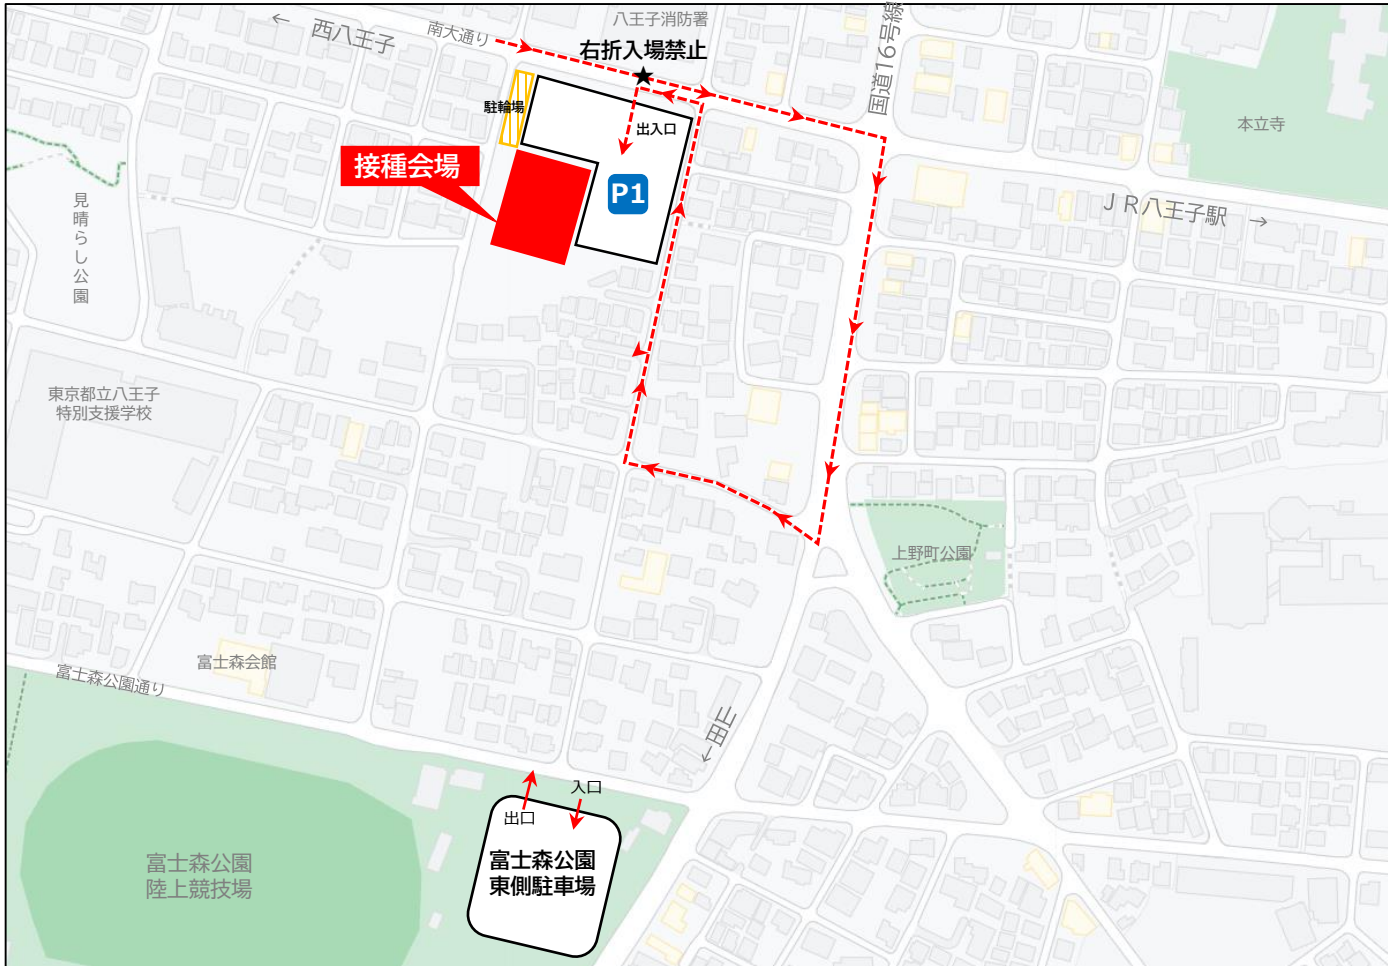 八王子消防署
← 西八王子
南大通り
国道16号線
右折入場禁止
★
駐輪場
出入口
本立寺
接種会場
P1
見晴らし公園
ＪＲ八王子駅 →
東京都立八王子
特別支援学校
上野町公園
富士森会館
富士森公園通り
←町田
入口
出口
富士森公園
東側駐車場
富士森公園
陸上競技場